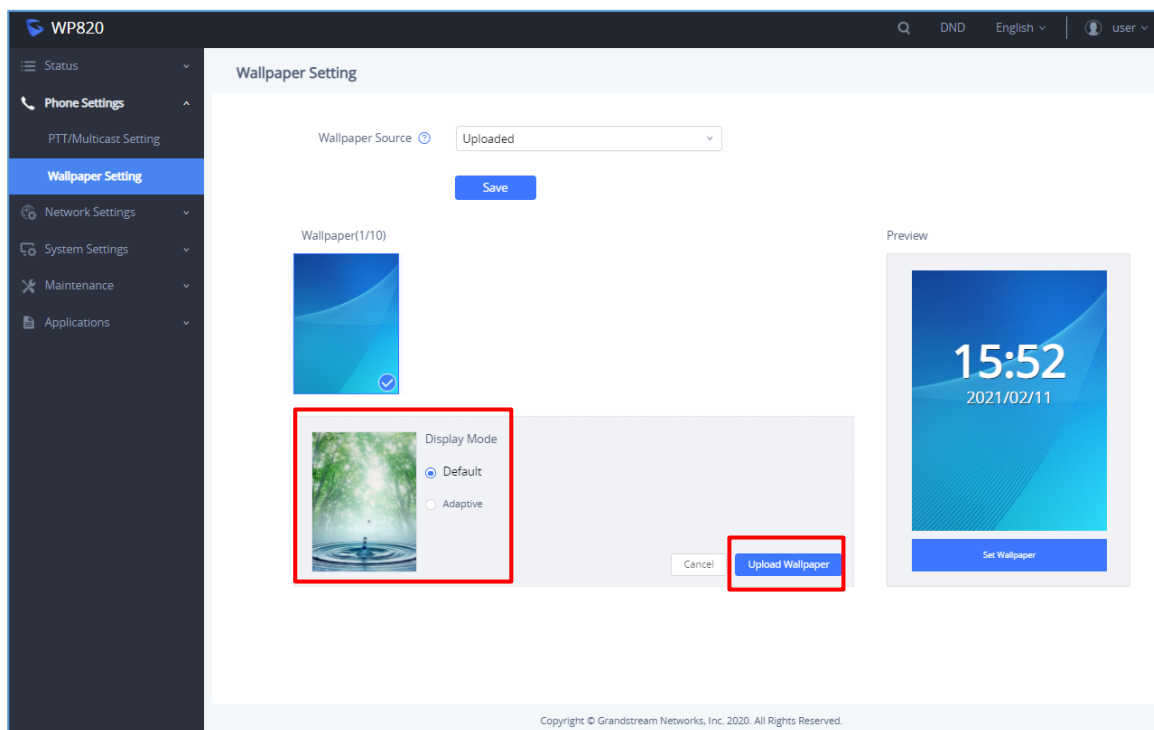 WP820
DND English user
Status
Phone Settings
PTT/Multicast Setting
Wallpaper Setting
Network Settings
System Settings
Maintenance
Applications
Wallpaper Setting
Wallpaper Source ? Uploaded
Save
Wallpaper(1/10)
Display Mode
Default
Adaptive
Cancel Upload Wallpaper
Preview
15:52
2021/02/11
Set Wallpaper
Copyright © Grandstream Networks, Inc. 2020. All Rights Reserved.